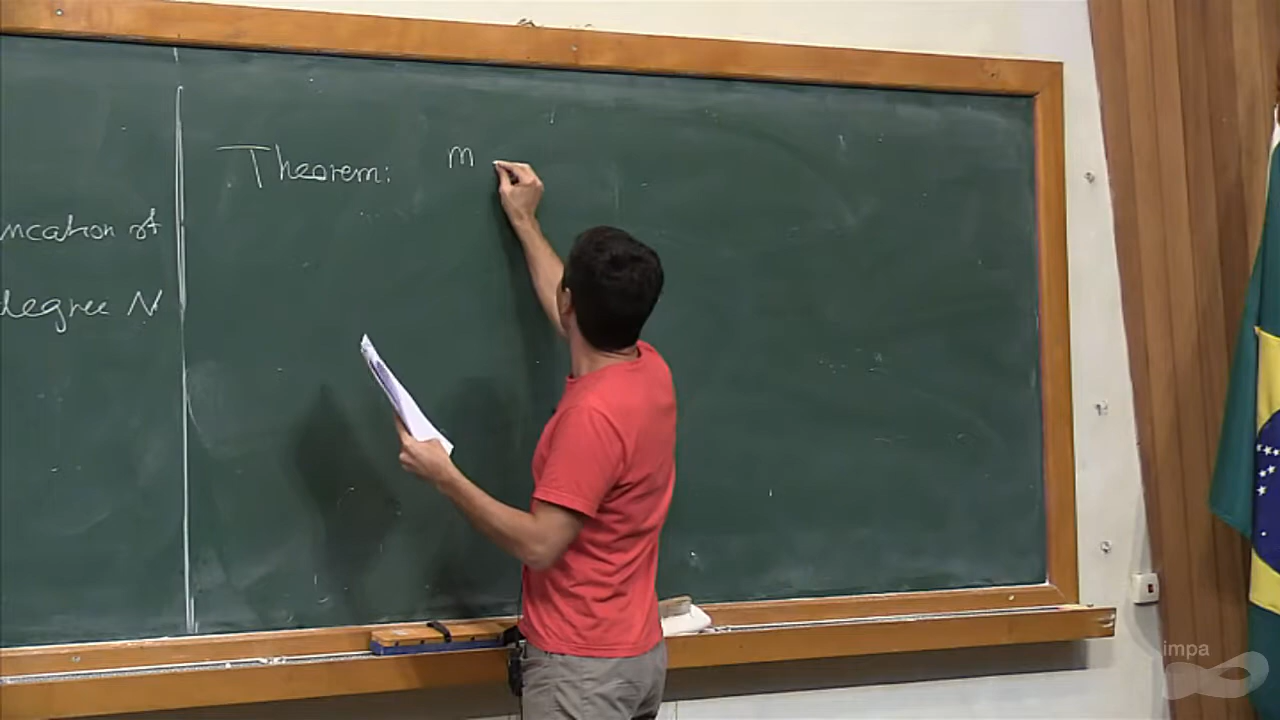 Theorem: m
ncation of
degree N
impa